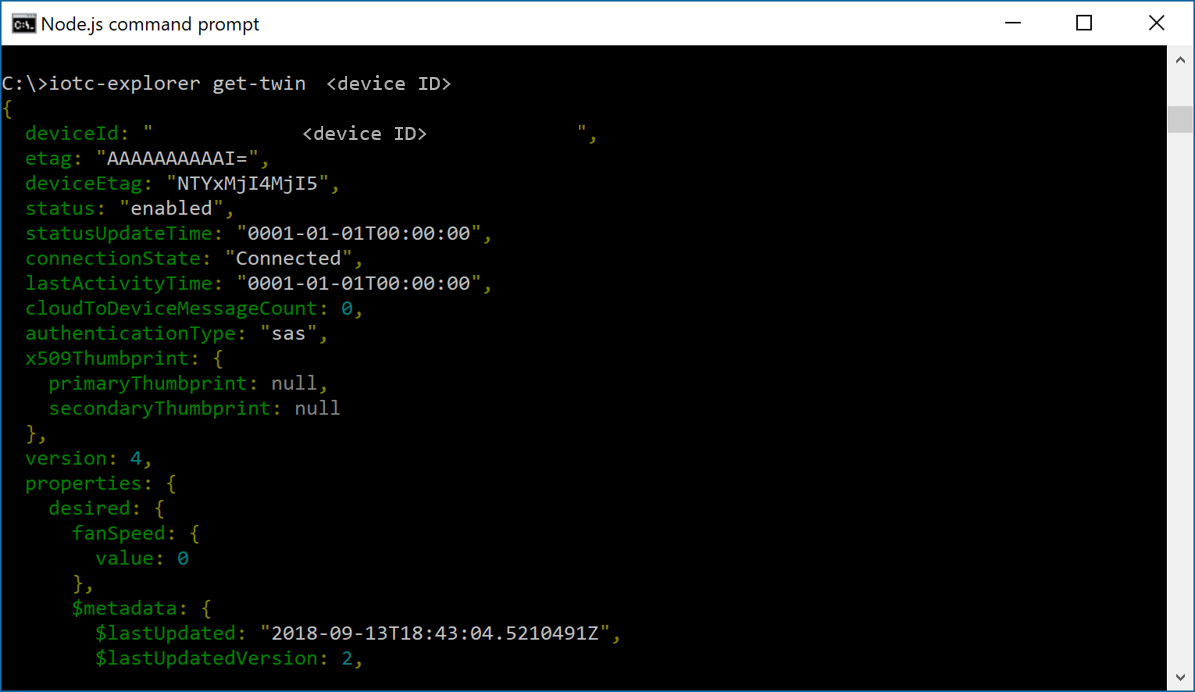 Node.js command prompt
C:\>iotc-explorer get-twin  <device ID>
{
  deviceId: "             <device ID>             ",
  etag: "AAAAAAAAAAI=",
  deviceEtag: "NTYxMjI4MjI5",
  status: "enabled",
  statusUpdateTime: "0001-01-01T00:00:00",
  connectionState: "Connected",
  lastActivityTime: "0001-01-01T00:00:00",
  cloudToDeviceMessageCount: 0,
  authenticationType: "sas",
  x509Thumbprint: {
    primaryThumbprint: null,
    secondaryThumbprint: null
  },
  version: 4,
  properties: {
    desired: {
      fanSpeed: {
        value: 0
      },
      $metadata: {
        $lastUpdated: "2018-09-13T18:43:04.5210491Z",
        $lastUpdatedVersion: 2,